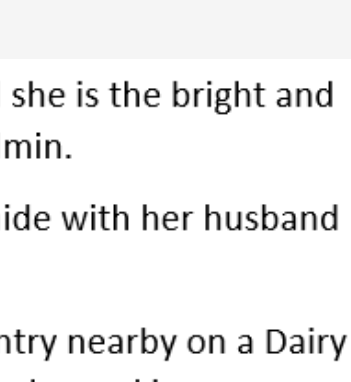 she is the bright and
min.
ide with her husband
ntry nearby on a Dairy